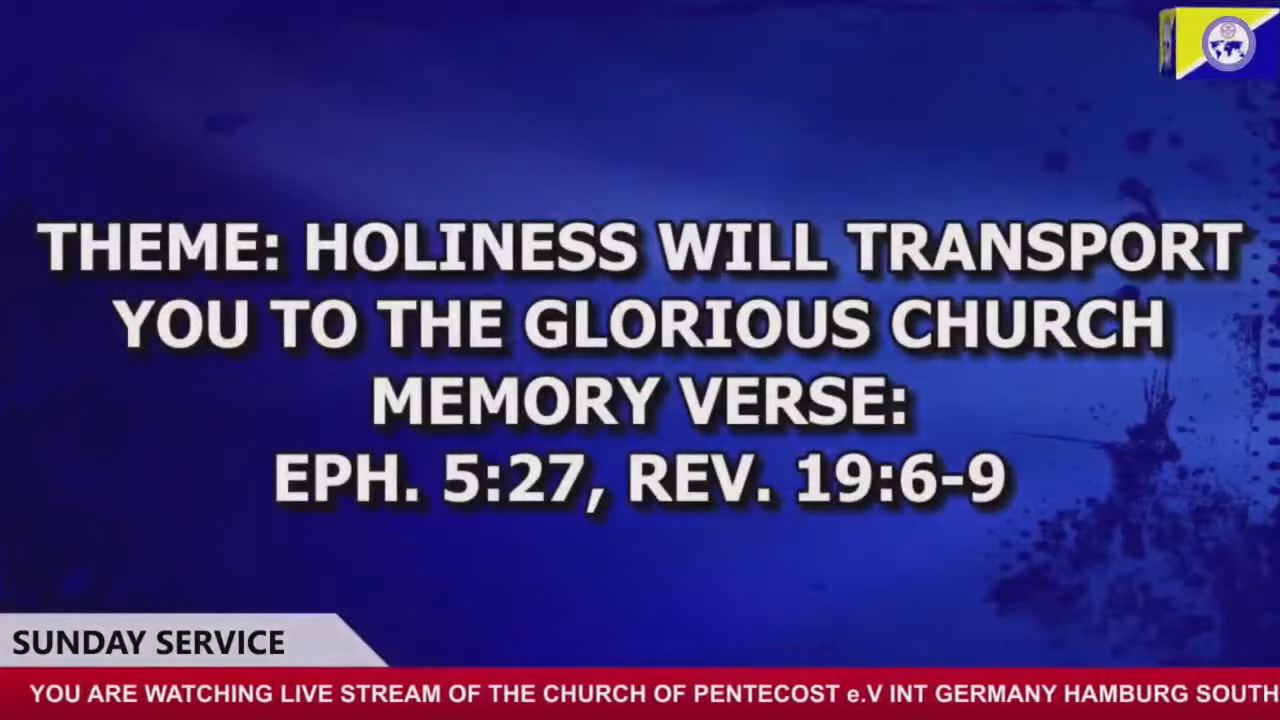 THEME: HOLINESS WILL TRANSPORT
YOU TO THE GLORIOUS CHURCH
MEMORY VERSE:
EPH. 5:27, REV. 19:6-9
SUNDAY SERVICE
YOU ARE WATCHING LIVE STREAM OF THE CHURCH OF PENTECOST e.V INT GERMANY HAMBURG SOUTH